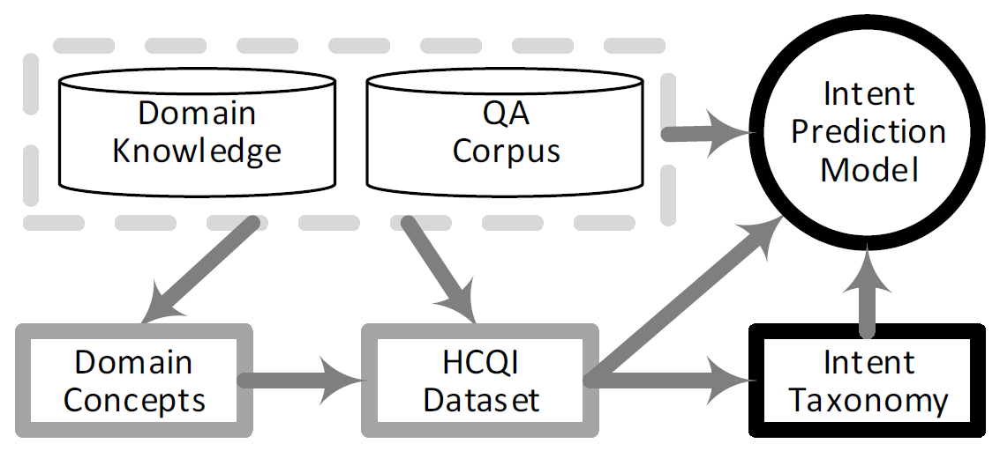 Domain
Knowledge
QA
Corpus
Intent
Prediction
Model
Domain
Concepts
HCQI
Dataset
Intent
Taxonomy